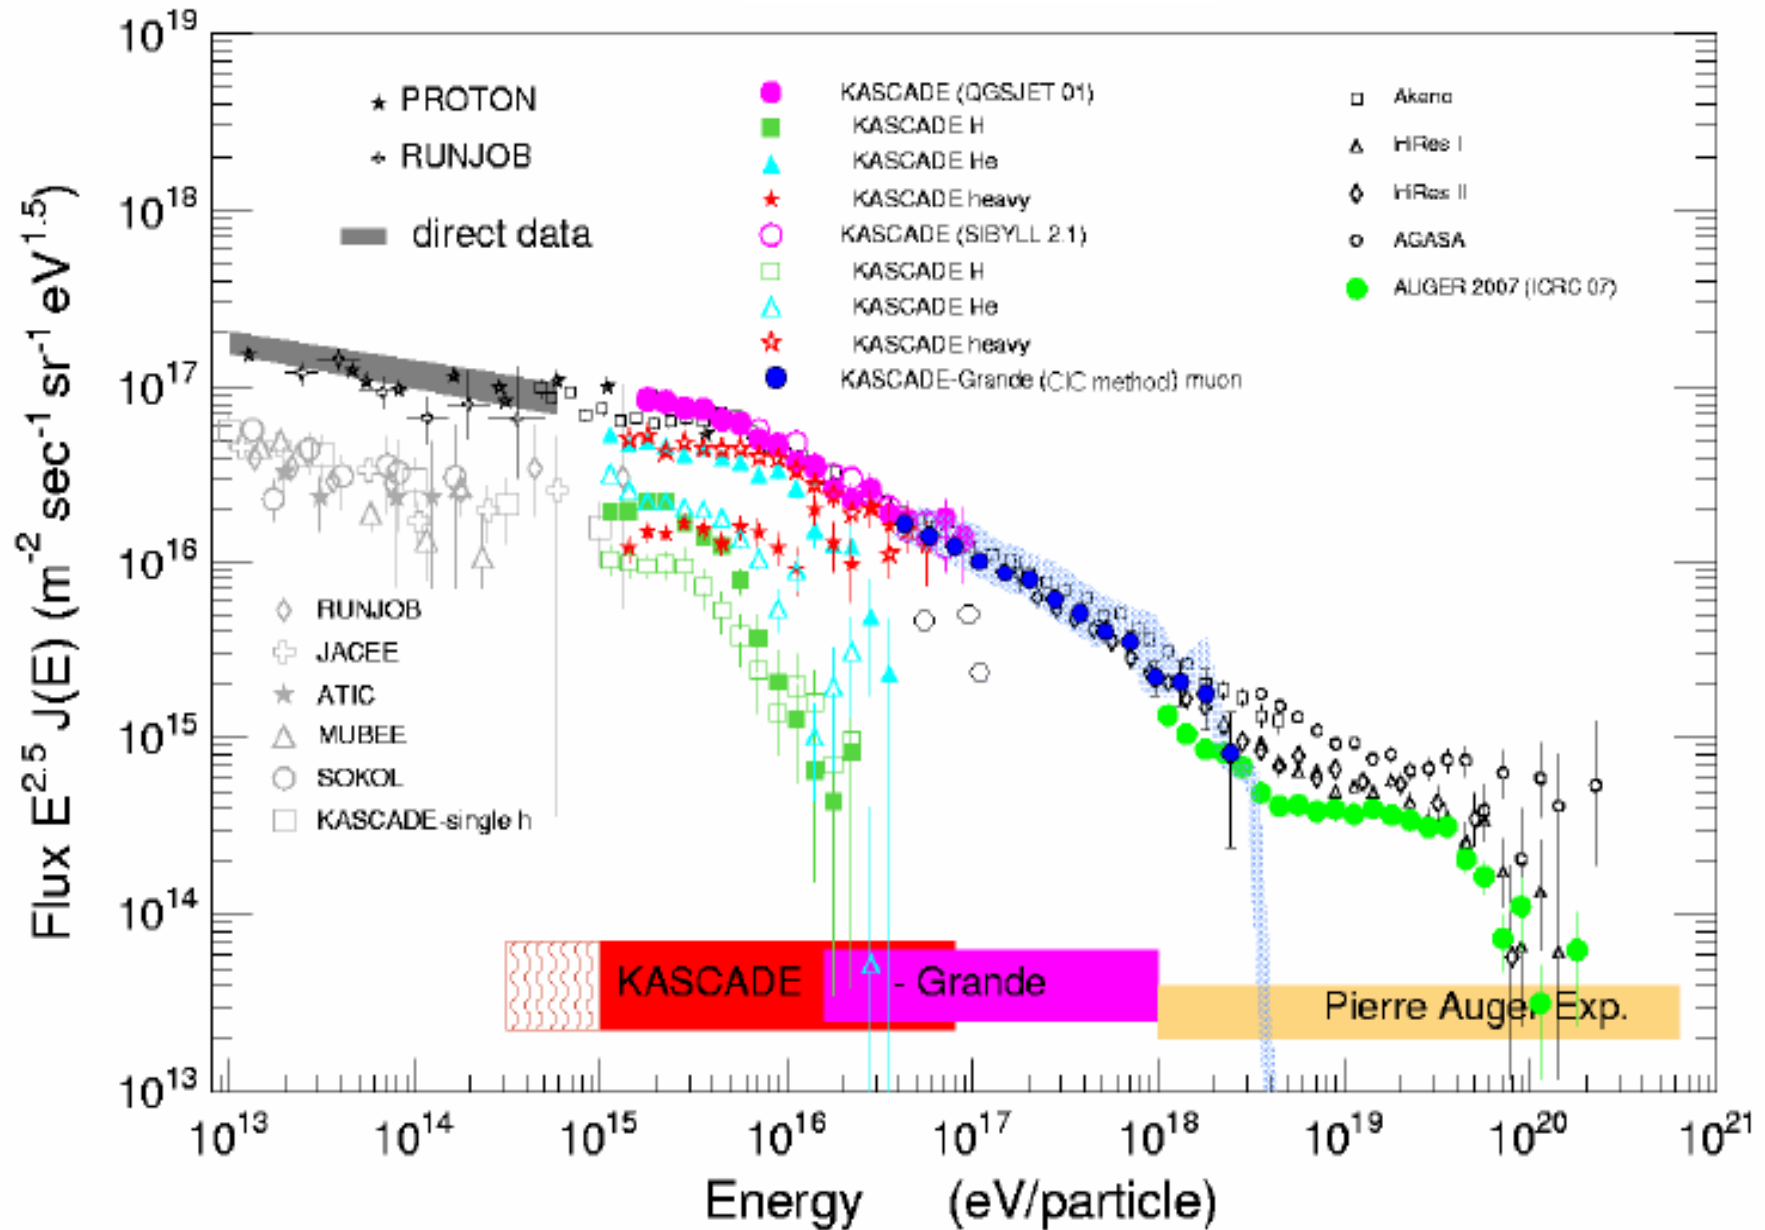 Flux E^2.5 J(E) (m^-2 sec^-1 sr^-1 eV^1.5)
10^19
10^18
10^17
10^16
10^15
10^14
10^13
PROTON
RUNJOB
direct data
KASCADE (QGSJET 01)
KASCADE H
KASCADE He
KASCADE heavy
KASCADE (SIBYLL 2.1)
KASCADE H
KASCADE He
KASCADE heavy
KASCADE-Grande (CIC method) muon
Akeno
HiRes I
HiRes II
AGASA
AUGER 2007 (ICRC 07)
RUNJOB
JACEE
ATIC
MUBEE
SOKOL
KASCADE-single h
KASCADE - Grande
Pierre Auger Exp.
10^13 10^14 10^15 10^16 10^17 10^18 10^19 10^20 10^21
Energy (eV/particle)